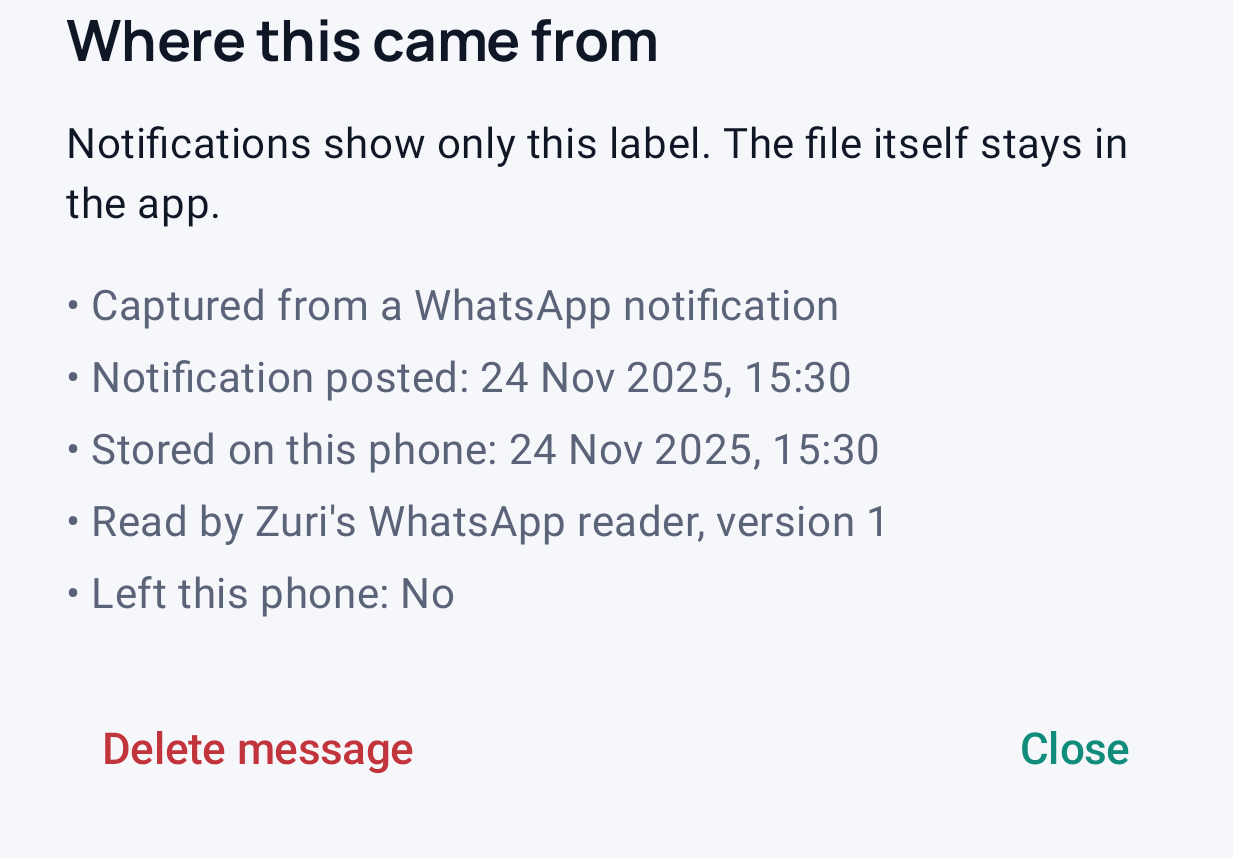 Where this came from
Notifications show only this label. The file itself stays in
the app.
• Captured from a WhatsApp notification
• Notification posted: 24 Nov 2025, 15:30
• Stored on this phone: 24 Nov 2025, 15:30
• Read by Zuri's WhatsApp reader, version 1
• Left this phone: No
Delete message
Close